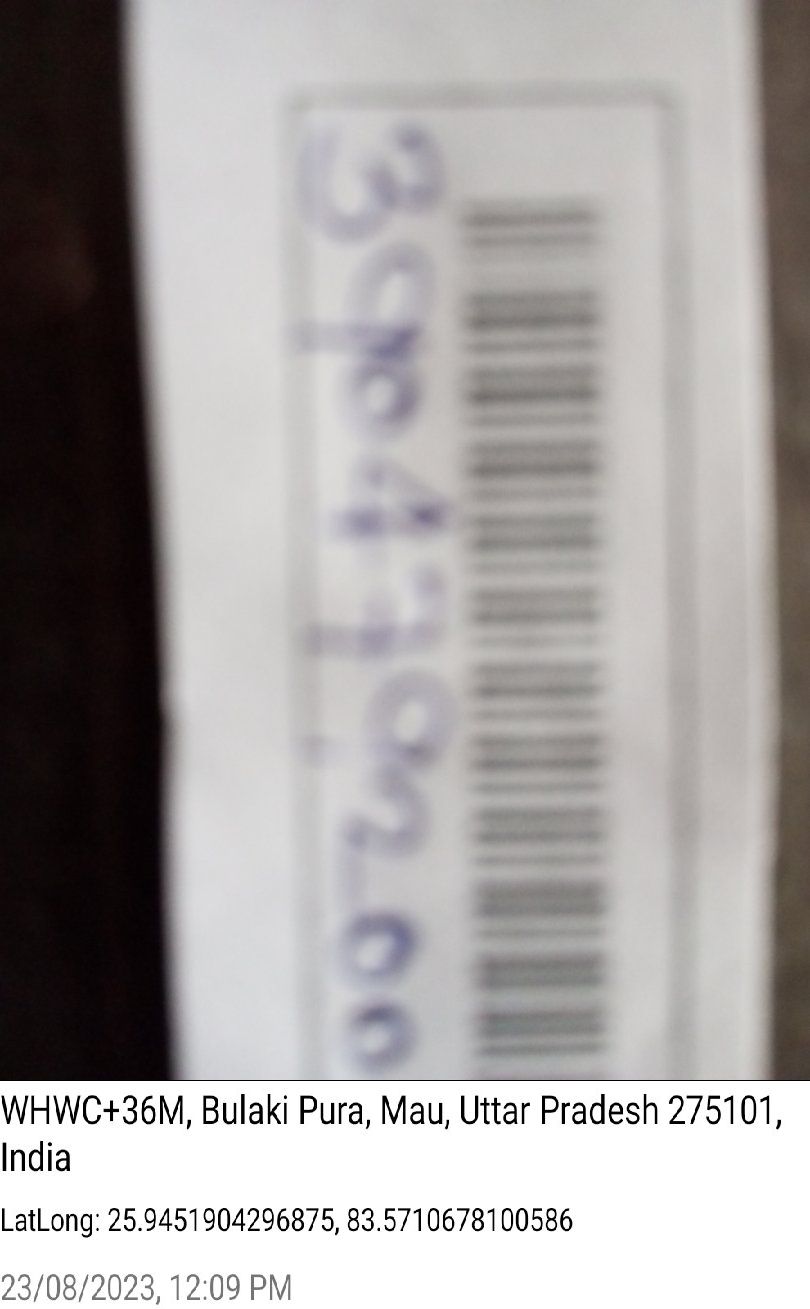 WHWC+36M, Bulaki Pura, Mau, Uttar Pradesh 275101,
India
LatLong: 25.9451904296875, 83.5710678100586
23/08/2023, 12:09 PM